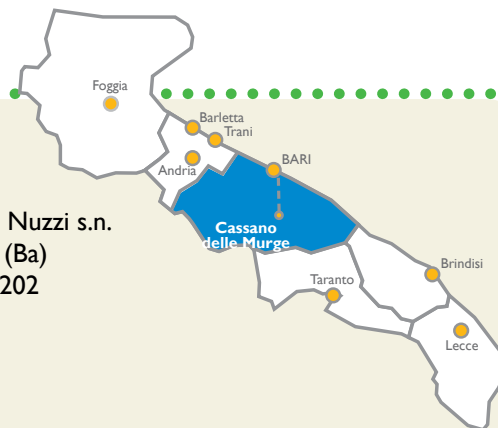 Foggia
Barletta
Trani
Andria
BARI
Nuzzi s.n.
(Ba)
202
Cassano
delle Murge
Brindisi
Taranto
Lecce